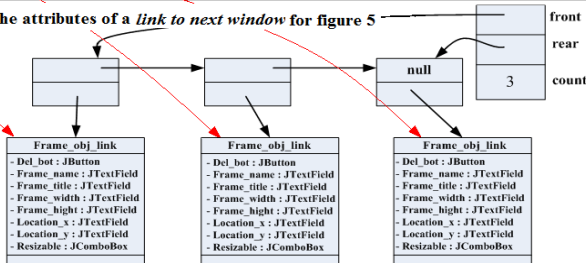 he attributes of a link to next window for figure 5
front
rear
null
3
count
Frame_obj_link
- Del_bot : JButton
- Frame_name : JTextField
- Frame_title : JTextField
- Frame_width : JTextField
- Frame_hight : JTextField
- Location_x : JTextField
- Location_y : JTextField
- Resizable : JComboBox
Frame_obj_link
- Del_bot : JButton
- Frame_name : JTextField
- Frame_title : JTextField
- Frame_width : JTextField
- Frame_hight : JTextField
- Location_x : JTextField
- Location_y : JTextField
- Resizable : JComboBox
Frame_obj_link
- Del_bot : JButton
- Frame_name : JTextField
- Frame_title : JTextField
- Frame_width : JTextField
- Frame_hight : JTextField
- Location_x : JTextField
- Location_y : JTextField
- Resizable : JComboBox